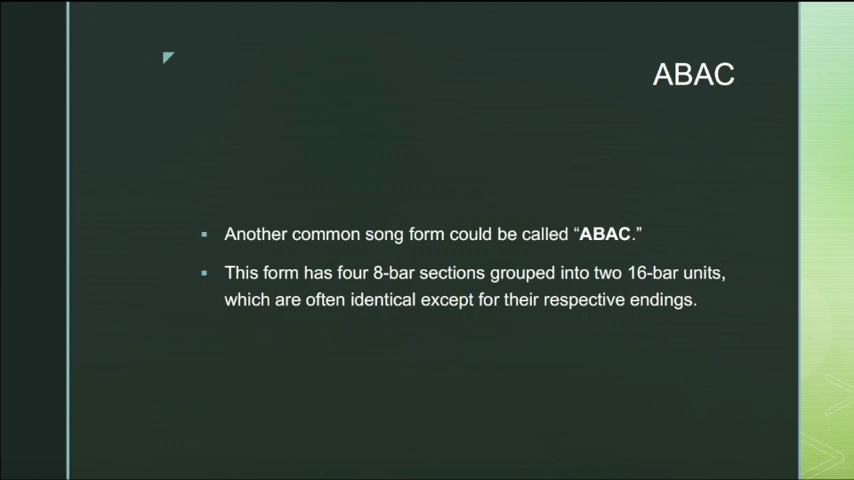 ABAC
Another common song form could be called “ABAC.”
This form has four 8-bar sections grouped into two 16-bar units,
which are often identical except for their respective endings.